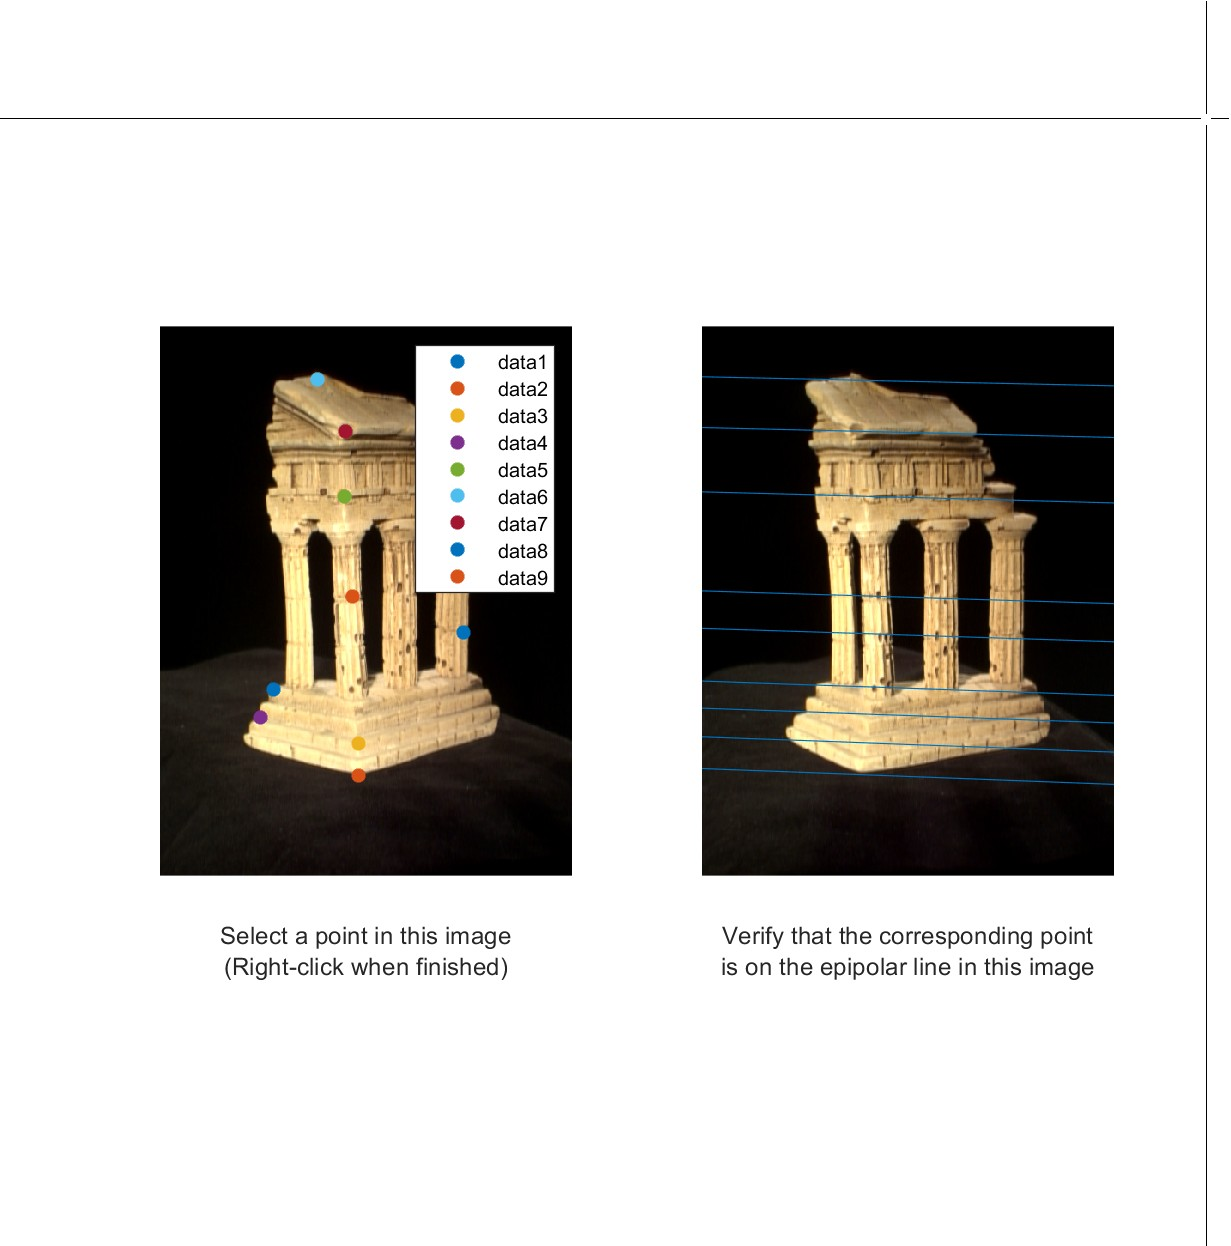 data1
data2
data3
data4
data5
data6
data7
data8
data9
Select a point in this image
(Right-click when finished)
Verify that the corresponding point
is on the epipolar line in this image